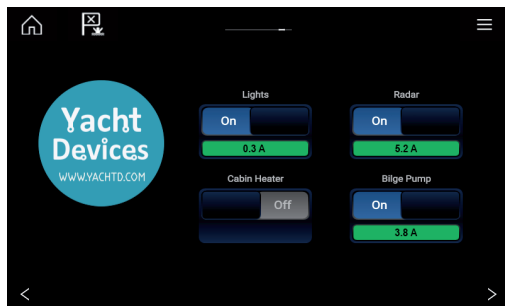 Yacht
Devices
WWW.YACHTD.COM
Lights
On
0.3 A
Radar
On
5.2 A
Cabin Heater
Off
Bilge Pump
On
3.8 A